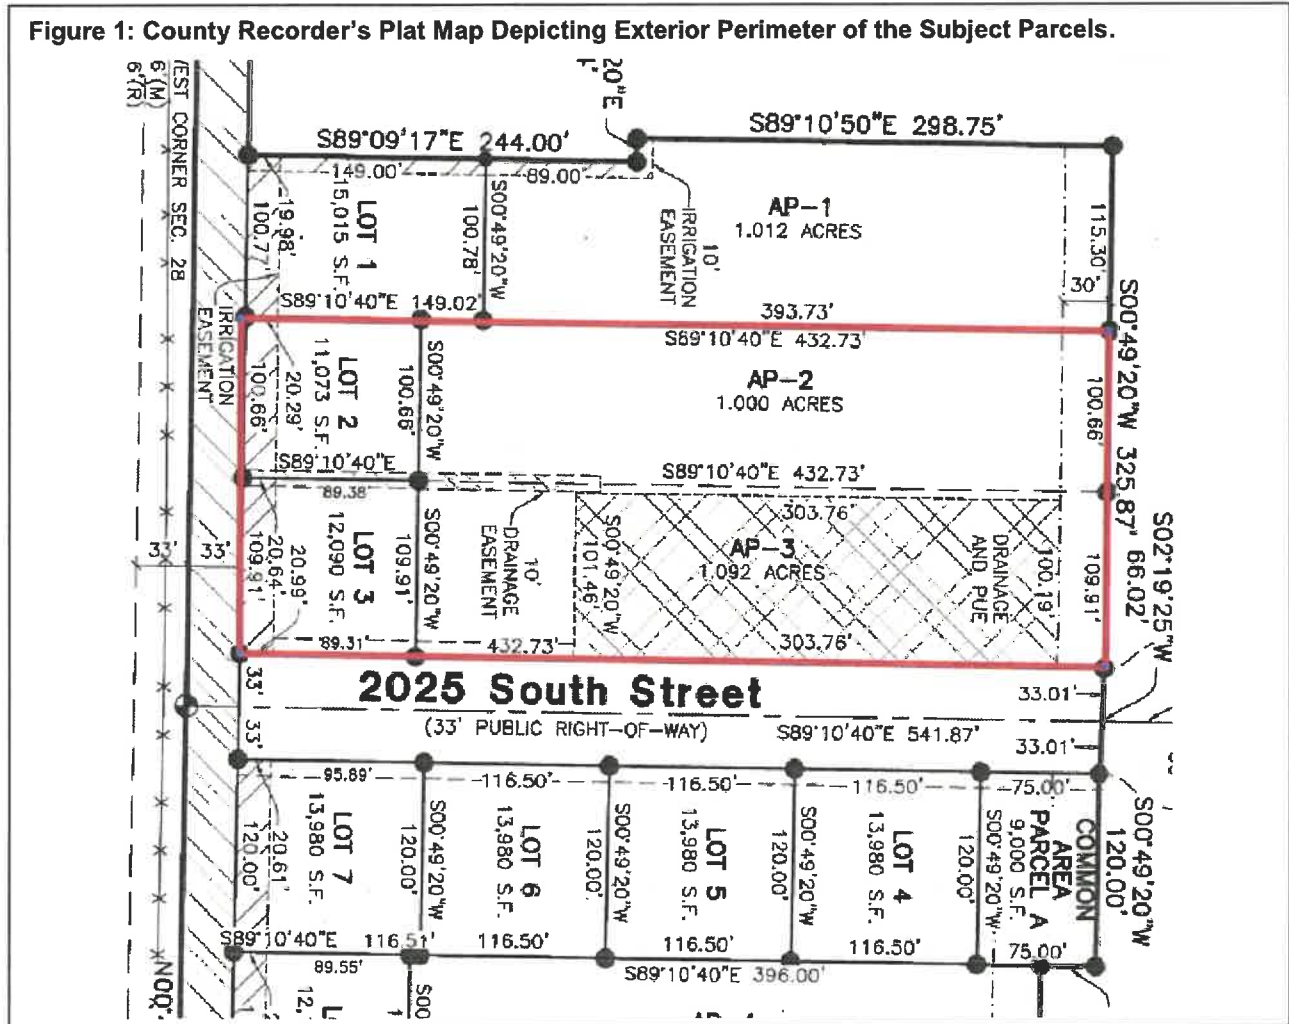 Figure 1: County Recorder's Plat Map Depicting Exterior Perimeter of the Subject Parcels.
6'(R)
6'(M)
EST CORNER SEC. 28
20"E
S89°09'17"E 244.00'
S89°10'50"E 298.75'
149.00'
89.00'
19.98'
100.77'
LOT 1
15,015 S.F.
100.78'
S00°49'20"W
10'
IRRIGATION
EASEMENT
AP-1
1.012 ACRES
115.30'
30'
IRRIGATION
EASEMENT
S89°10'40"E 149.02'
393.73'
S89°10'40"E 432.73'
S00°49'20"W 325.87'
100.66'
20.29'
LOT 2
11,073 S.F.
S00°49'20"W
100.66'
AP-2
1.000 ACRES
100.66'
S89°10'40"E
89.38'
S89°10'40"E 432.73'
303.76'
33'
33'
109.91'
20.64'
20.99'
LOT 3
12,090 S.F.
S00°49'20"W
109.91'
10'
DRAINAGE
EASEMENT
S00°49'20"W
101.46'
AP-3
1.092 ACRES
DRAINAGE
AND PUE
100.19'
109.91'
66.02'
S02°19'25"W
89.31'
432.73'
303.76'
33'
2025 South Street
33.01'
33'
(33' PUBLIC RIGHT-OF-WAY)
S89°10'40"E 541.87'
33.01'
95.89'
116.50'
116.50'
116.50'
75.00'
120.00'
20.61'
LOT 7
13,980 S.F.
S00°49'20"W
120.00'
LOT 6
13,980 S.F.
S00°49'20"W
120.00'
LOT 5
13,980 S.F.
S00°49'20"W
120.00'
LOT 4
13,980 S.F.
S00°49'20"W
120.00'
COMMON
AREA
PARCEL A
9,000 S.F.
S00°49'20"W
120.00'
S89°10'40"E 116.51'
116.50'
116.50'
116.50'
75.00'
89.55'
S89°10'40"E 396.00'
N00°
12,
S00